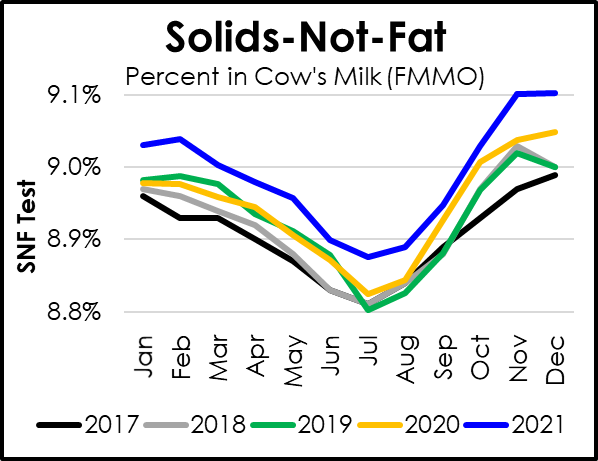 Solids-Not-Fat
Percent in Cow's Milk (FMMO)
9.1%
9.0%
8.9%
8.8%
SNF Test
Jan
Feb
Mar
Apr
May
Jun
Jul
Aug
Sep
Oct
Nov
Dec
2017 2018 2019 2020 2021